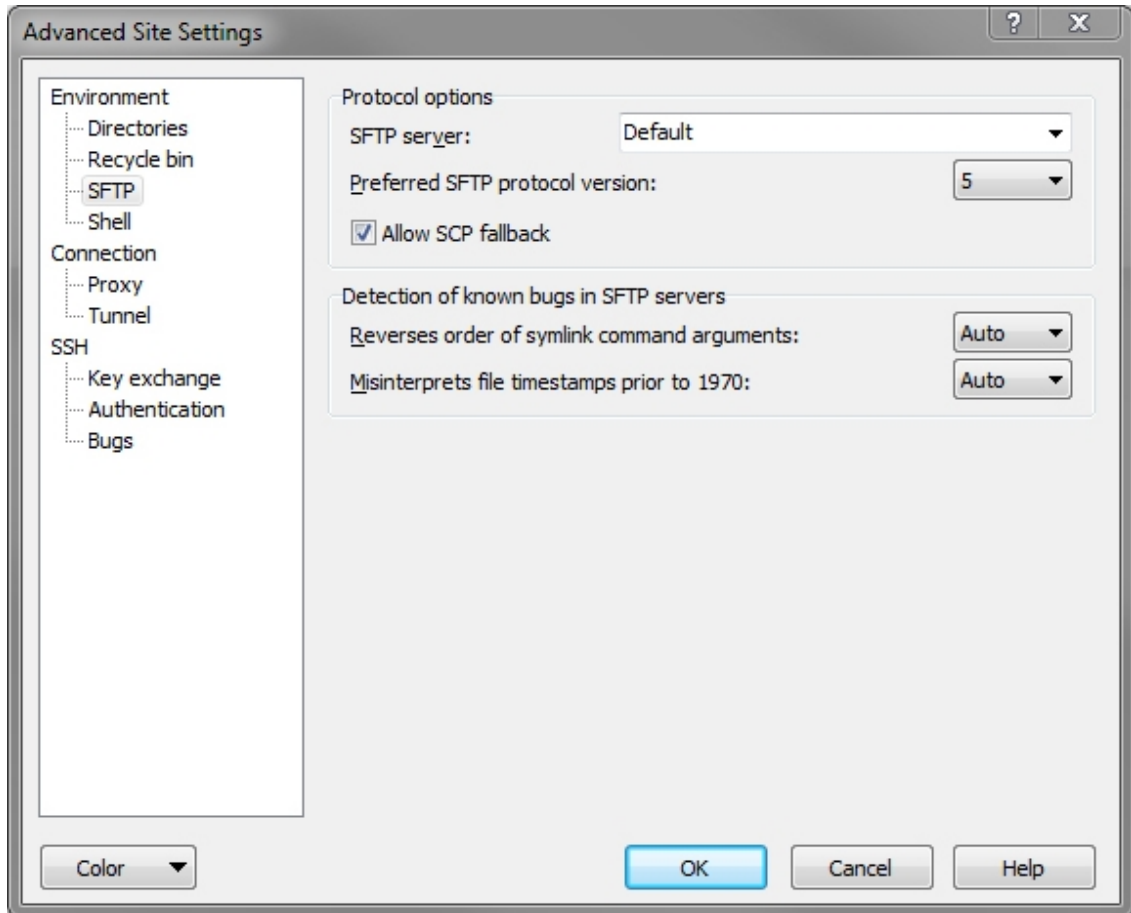 Advanced Site Settings
Environment
Directories
Recycle bin
SFTP
Shell
Connection
Proxy
Tunnel
SSH
Key exchange
Authentication
Bugs
Protocol options
SFTP server: Default
Preferred SFTP protocol version: 5
Allow SCP fallback
Detection of known bugs in SFTP servers
Reverses order of symlink command arguments: Auto
Misinterprets file timestamps prior to 1970: Auto
Color OK Cancel Help